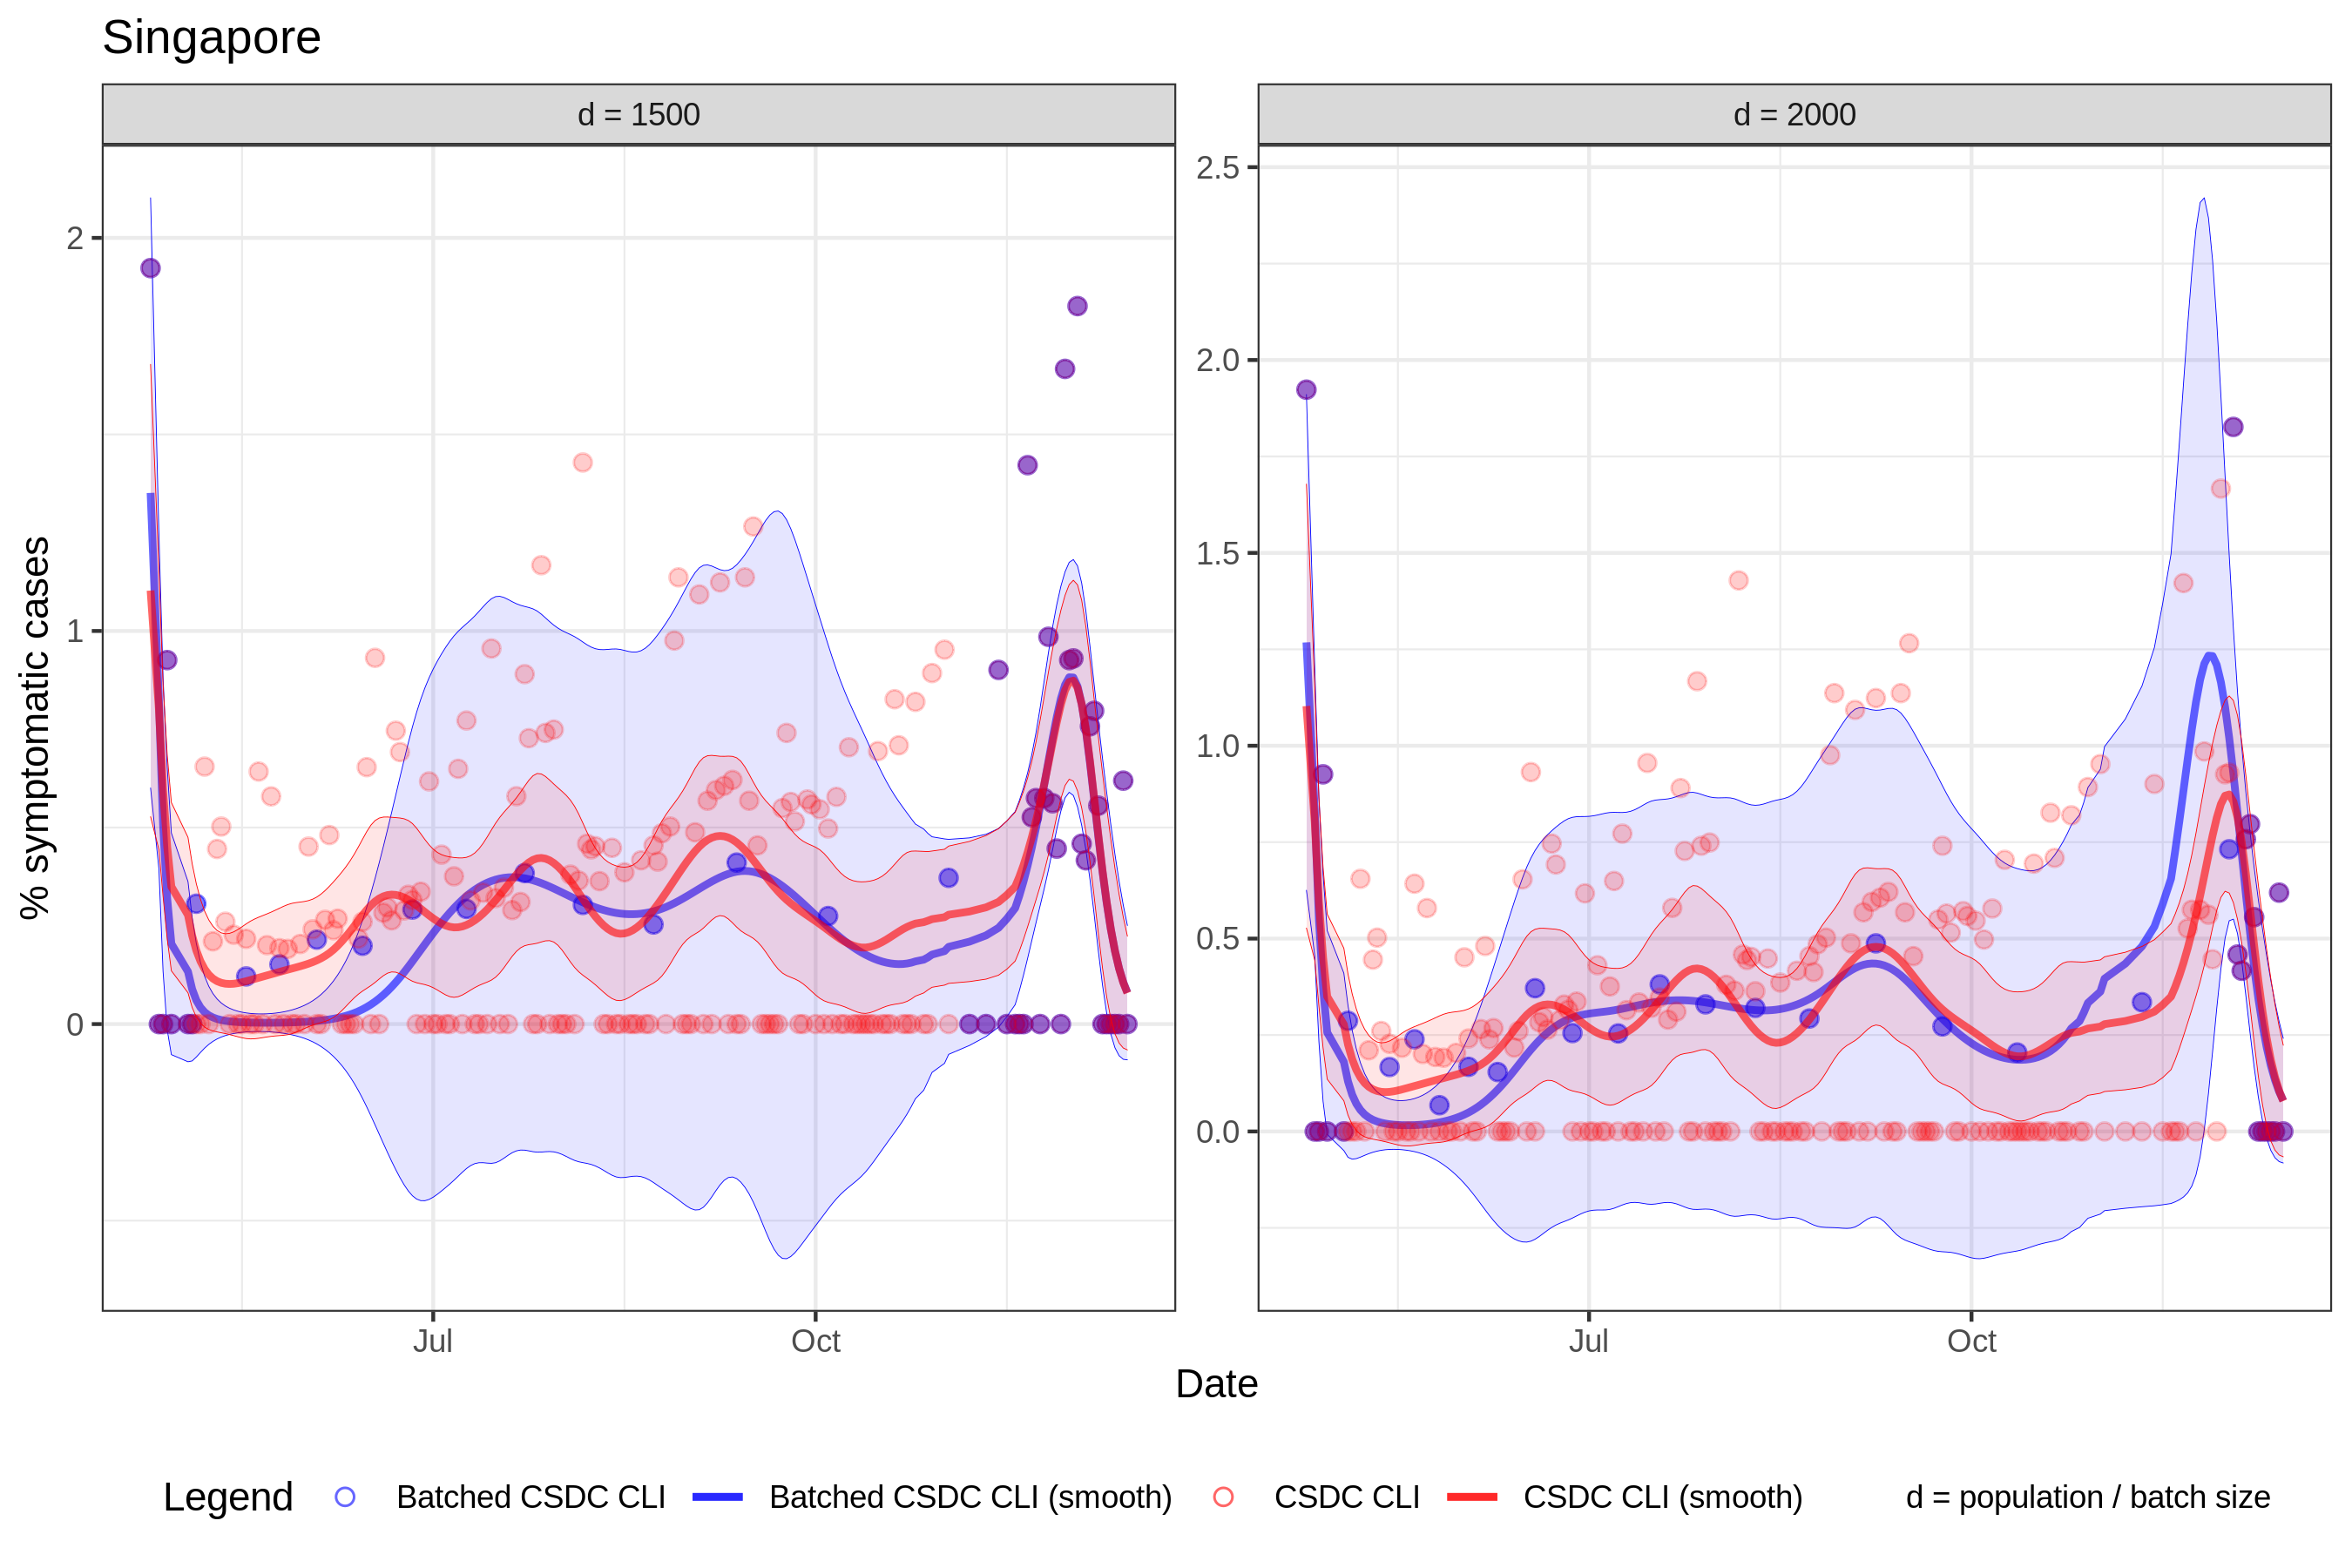 Singapore
d = 1500
d = 2000
% symptomatic cases
2
1
0
2.5
2.0
1.5
1.0
0.5
0.0
Jul
Oct
Jul
Oct
Date
Legend
Batched CSDC CLI
Batched CSDC CLI (smooth)
CSDC CLI
CSDC CLI (smooth)
d = population / batch size